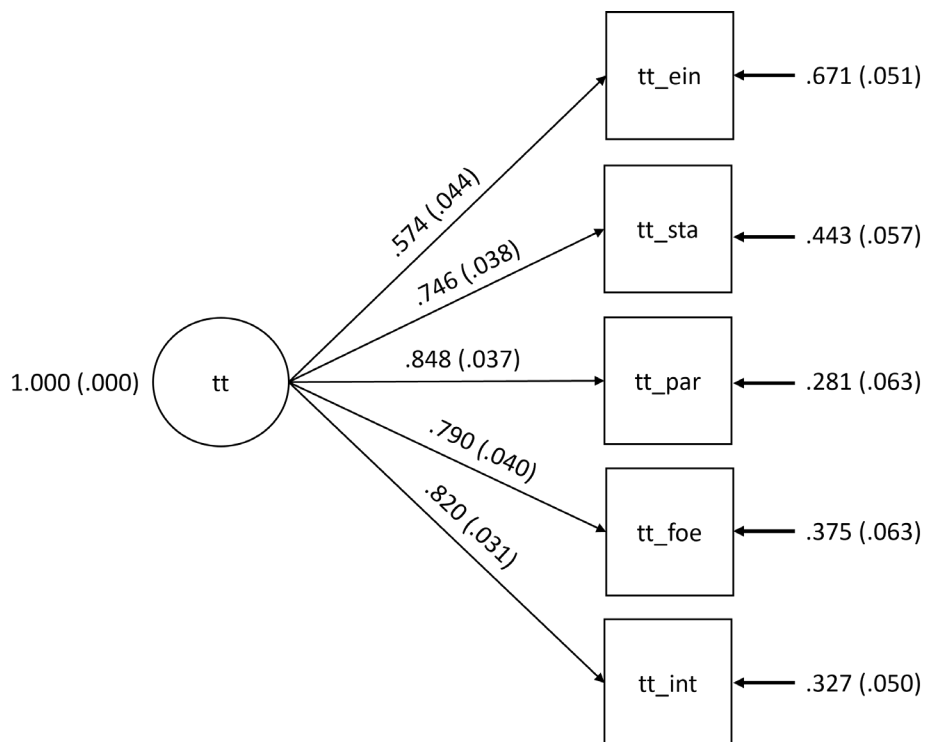 tt_ein
.671 (.051)
.574 (.044)
tt_sta
.443 (.057)
.746 (.038)
1.000 (.000)
tt
.848 (.037)
tt_par
.281 (.063)
.790 (.040)
tt_foe
.375 (.063)
.820 (.031)
tt_int
.327 (.050)